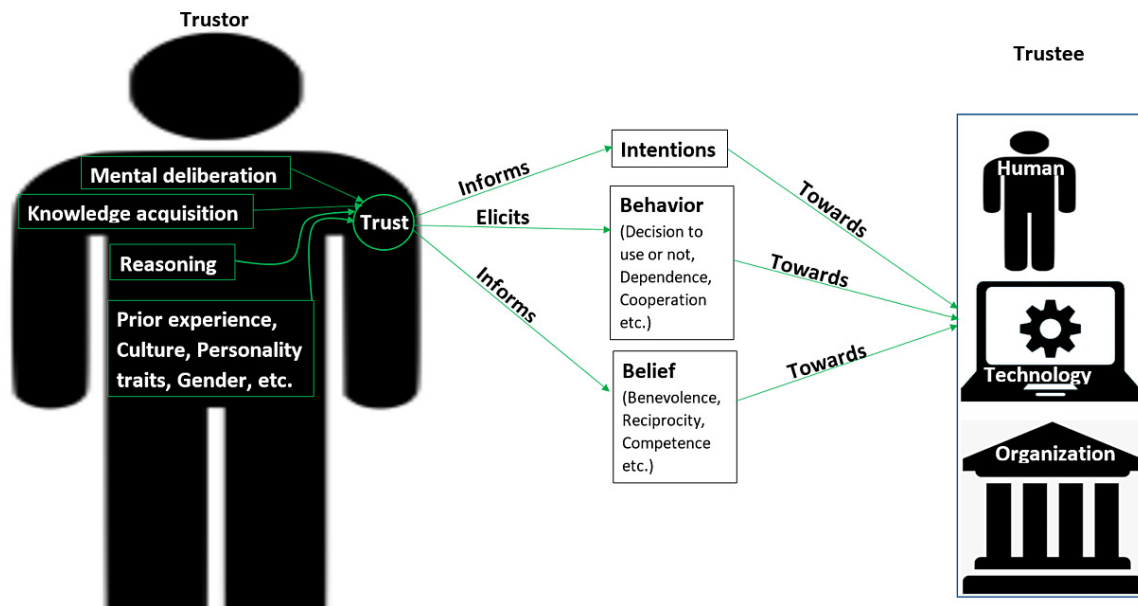 Trustor
Mental deliberation
Knowledge acquisition
Reasoning
Prior experience,
Culture, Personality
traits, Gender, etc.
Trust
Informs
Elicits
Informs
Intentions
Behavior
(Decision to
use or not,
Dependence,
Cooperation
etc.)
Belief
(Benevolence,
Reciprocity,
Competence
etc.)
Towards
Towards
Towards
Trustee
Human
Technology
Organization